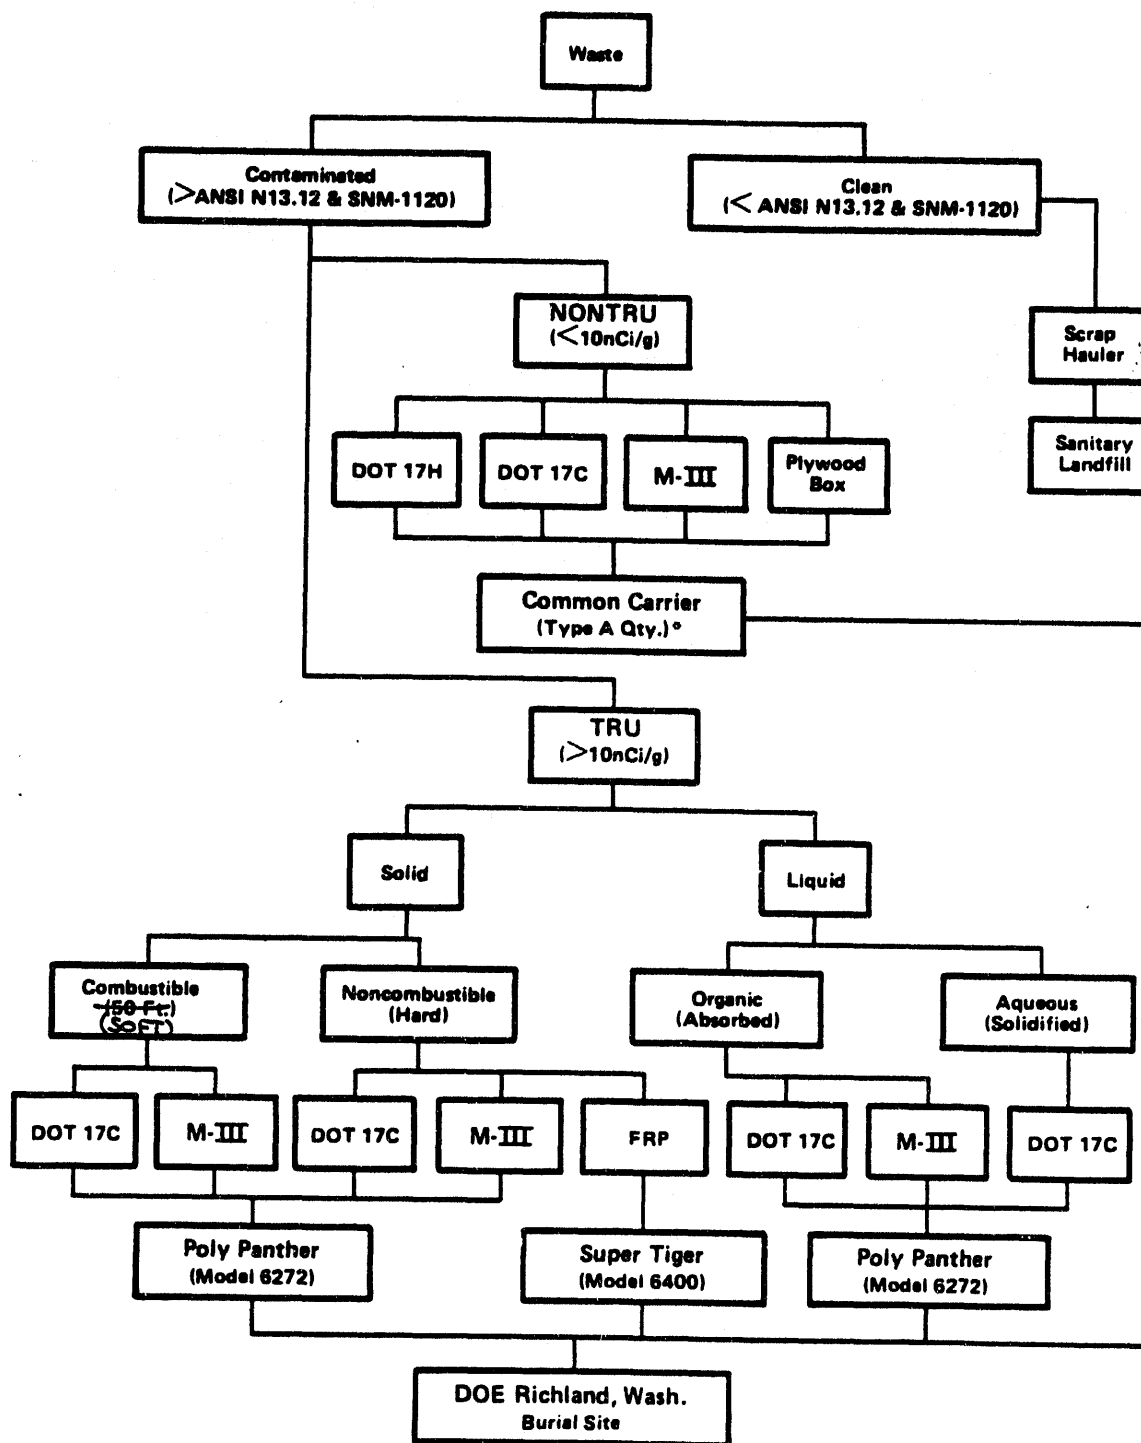 Waste
Contaminated
(>ANSI N13.12 & SNM-1120)
Clean
(< ANSI N13.12 & SNM-1120)
NONTRU
(<10nCi/g)
Scrap
Hauler
Sanitary
Landfill
DOT 17H
DOT 17C
M-III
Plywood
Box
Common Carrier
(Type A Qty.)*
TRU
(>10nCi/g)
Solid
Liquid
Combustible
(50 Ft.)
(SOFT)
Noncombustible
(Hard)
Organic
(Absorbed)
Aqueous
(Solidified)
DOT 17C
M-III
DOT 17C
M-III
FRP
DOT 17C
M-III
DOT 17C
Poly Panther
(Model 6272)
Super Tiger
(Model 6400)
Poly Panther
(Model 6272)
DOE Richland, Wash.
Burial Site